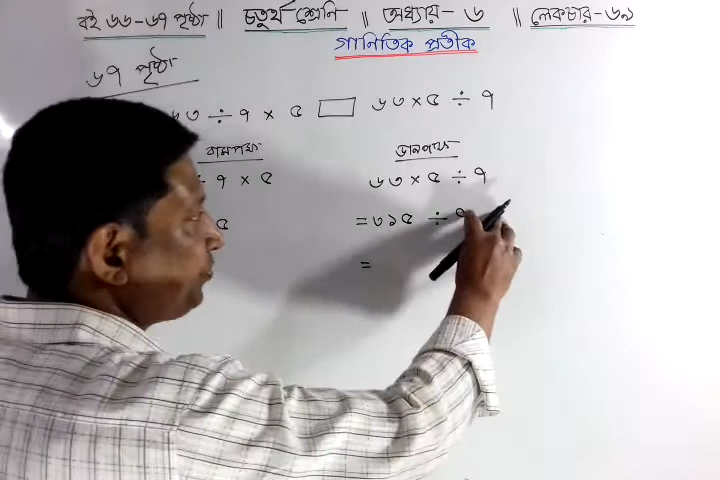 বই ৬৬-৬৭ পৃষ্ঠা || চতুর্থ শ্রেনি || অধ্যায়- ৬ || লেকচার-৬৯
গানিতিক প্রতীক
৬৭ পৃষ্ঠা
৬৩ ÷ ৭ × ৫ □ ৬৩ × ৫ ÷ ৭
বামপক্ষ ডানপক্ষ
÷ ৭ × ৫ ৬৩ × ৫ ÷ ৭
৫ = ৩১৫ ÷ ৭
=